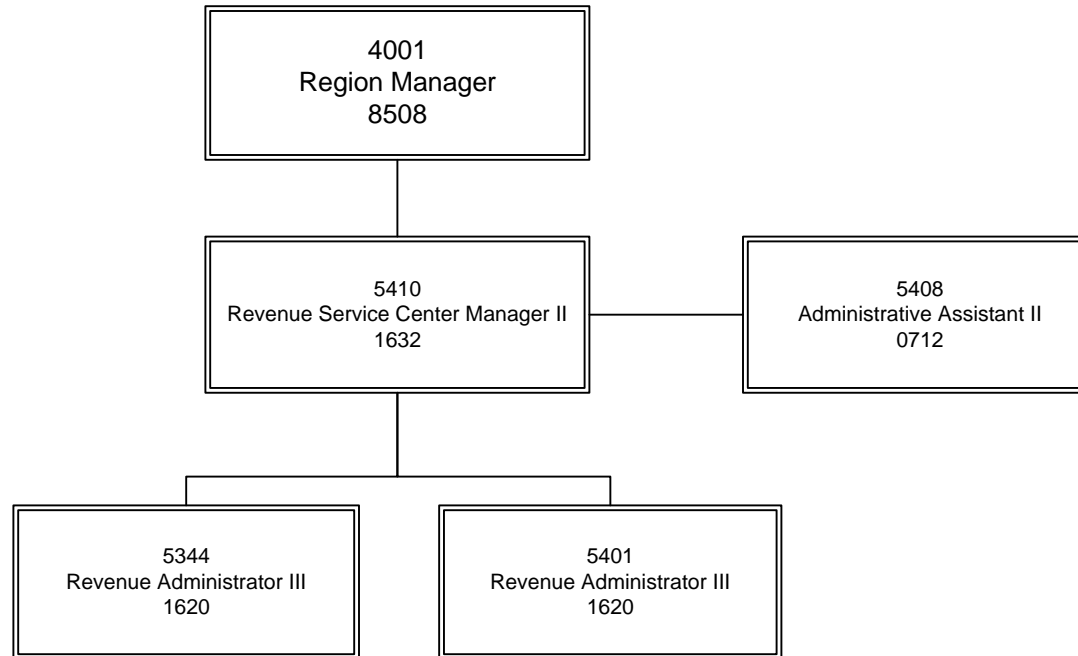 4001
Region Manager
8508
5410
Revenue Service Center Manager II
1632
5408
Administrative Assistant II
0712
5344
Revenue Administrator III
1620
5401
Revenue Administrator III
1620